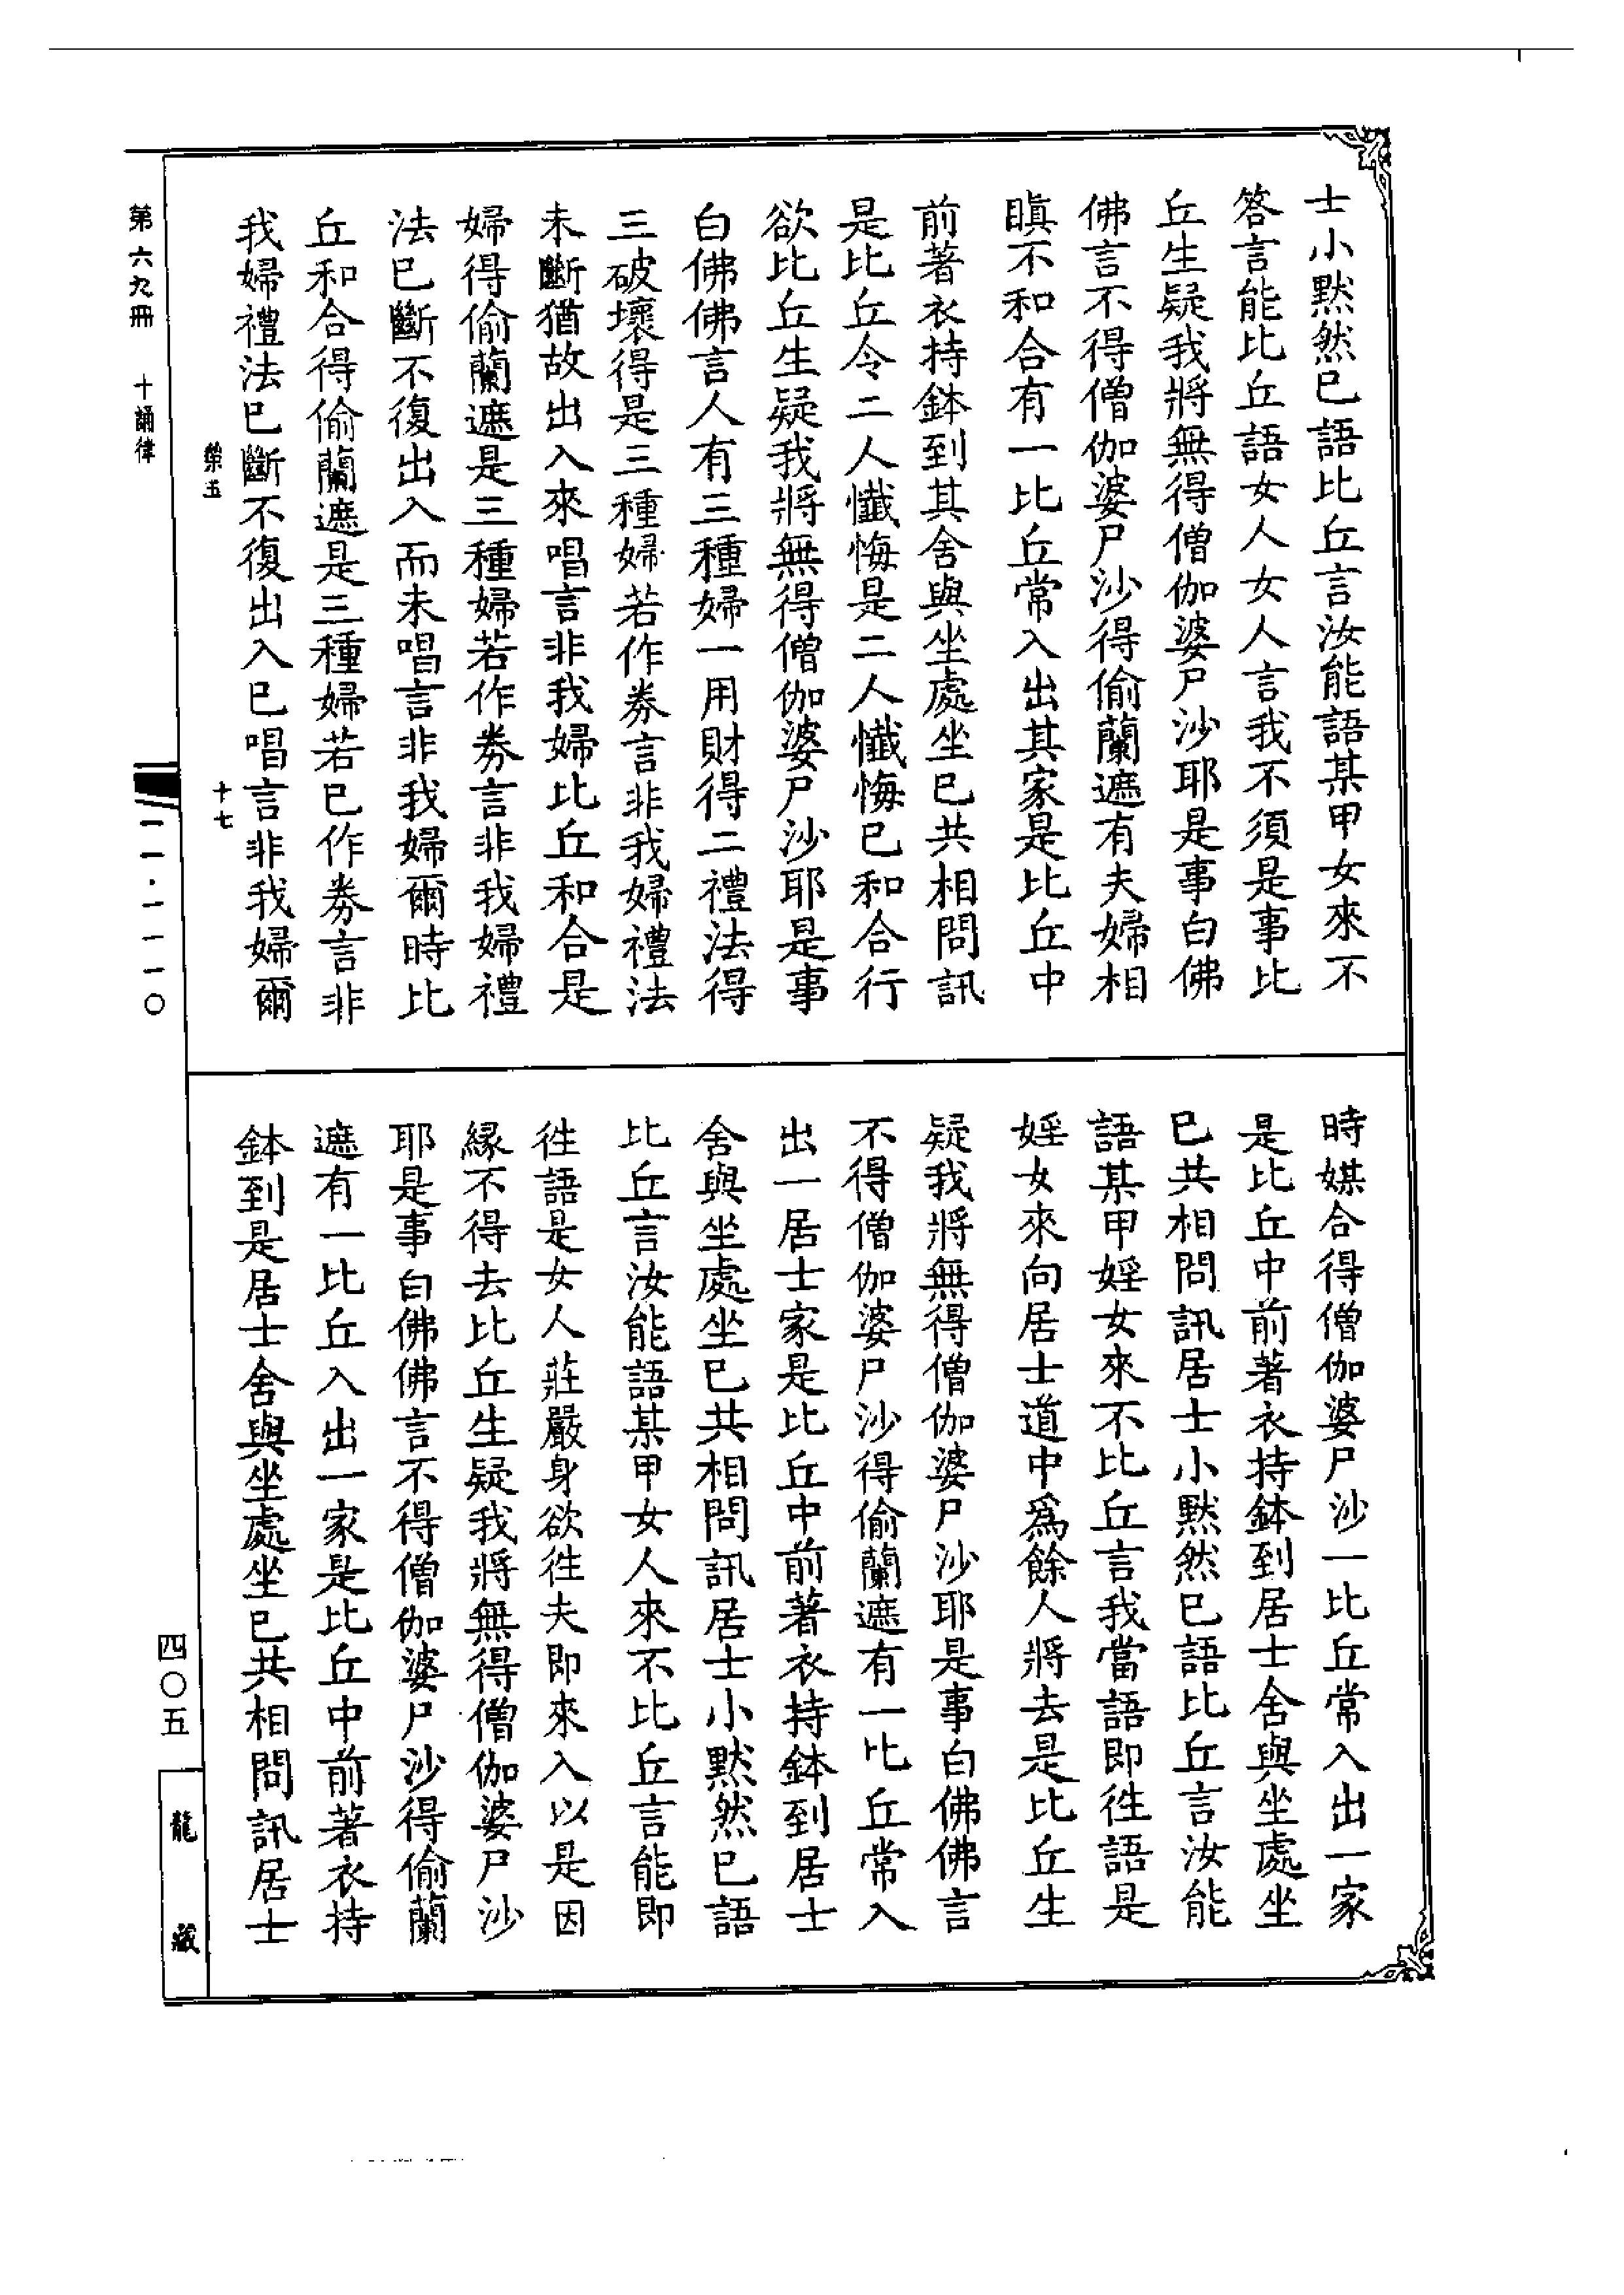 士小默然已語比丘言汝能語某甲女來不
答言能比丘語女人女人言我不須是事比
丘生疑我將無得僧伽婆尸沙耶是事白佛
佛言不得僧伽婆尸沙得偷蘭遮有夫婦相
瞋不和合有一比丘常入出其家是比丘中
前著衣持鉢到其舍與坐處坐已共相問訊
是比丘令二人懺悔是二人懺悔已和合行
欲比丘生疑我將無得僧伽婆尸沙耶是事
白佛佛言人有三種婦一用財得二禮法得
三破壞得是三種婦若作券言非我婦禮法
未斷猶故出入來唱言非我婦比丘和合是
婦得偷蘭遮是三種婦若作券言非我婦禮
法已斷不復出入而未唱言非我婦爾時比
丘和合得偷蘭遮是三種婦若已作券言非
我婦禮法已斷不復出入已唱言非我婦爾
時媒合得僧伽婆尸沙一比丘常入出一家
是比丘中前著衣持鉢到居士舍與坐處坐
已共相問訊居士小默然已語比丘言汝能
語某甲婬女來不比丘言我當語即往語是
婬女來向居士道中為餘人將去是比丘生
疑我將無得僧伽婆尸沙耶是事白佛佛言
不得僧伽婆尸沙得偷蘭遮有一比丘常入
出一居士家是比丘中前著衣持鉢到居士
舍與坐處坐已共相問訊居士小默然已語
比丘言汝能語某甲女人來不比丘言能即
往語是女人莊嚴身欲往夫即來入以是因
緣不得去比丘生疑我將無得僧伽婆尸沙
耶是事白佛佛言不得僧伽婆尸沙得偷蘭
遮有一比丘入出一家是比丘中前著衣持
鉢到是居士舍與坐處坐已共相問訊居士
榮五
十七
第六九冊 十誦律
一一·一一一〇
四〇五
龍藏